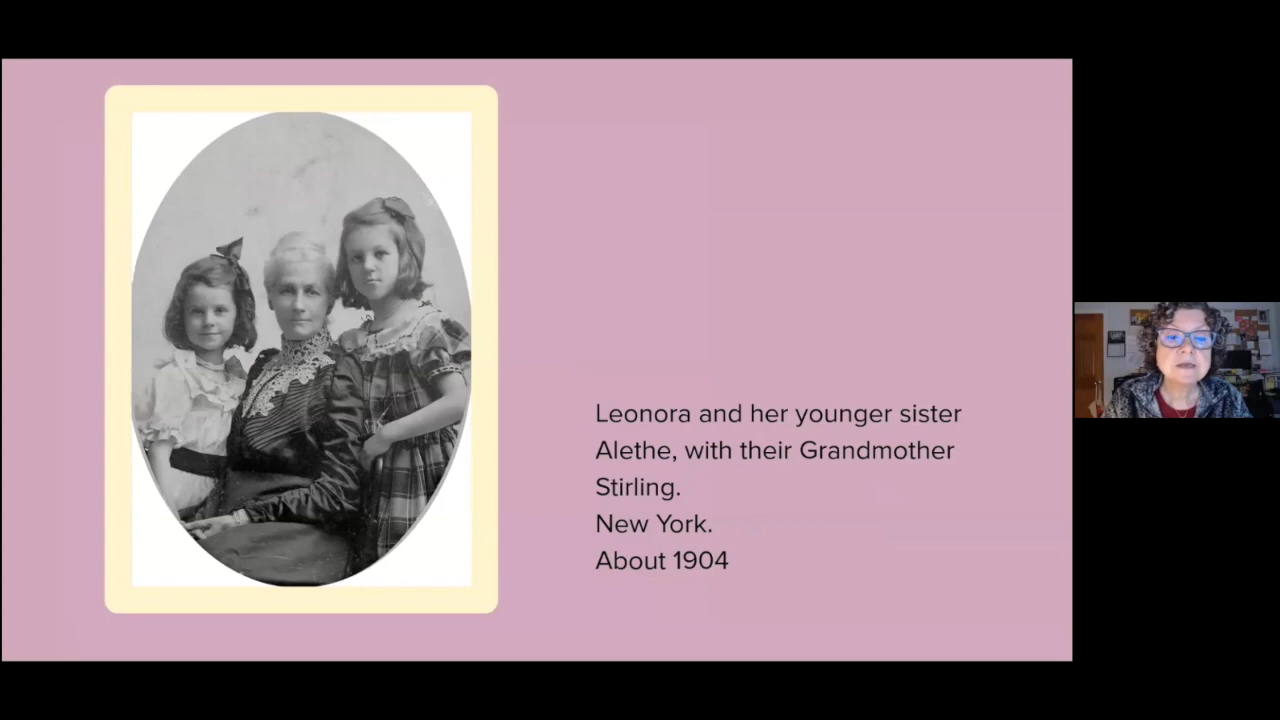 Leonora and her younger sister
Alethe, with their Grandmother
Stirling.
New York.
About 1904